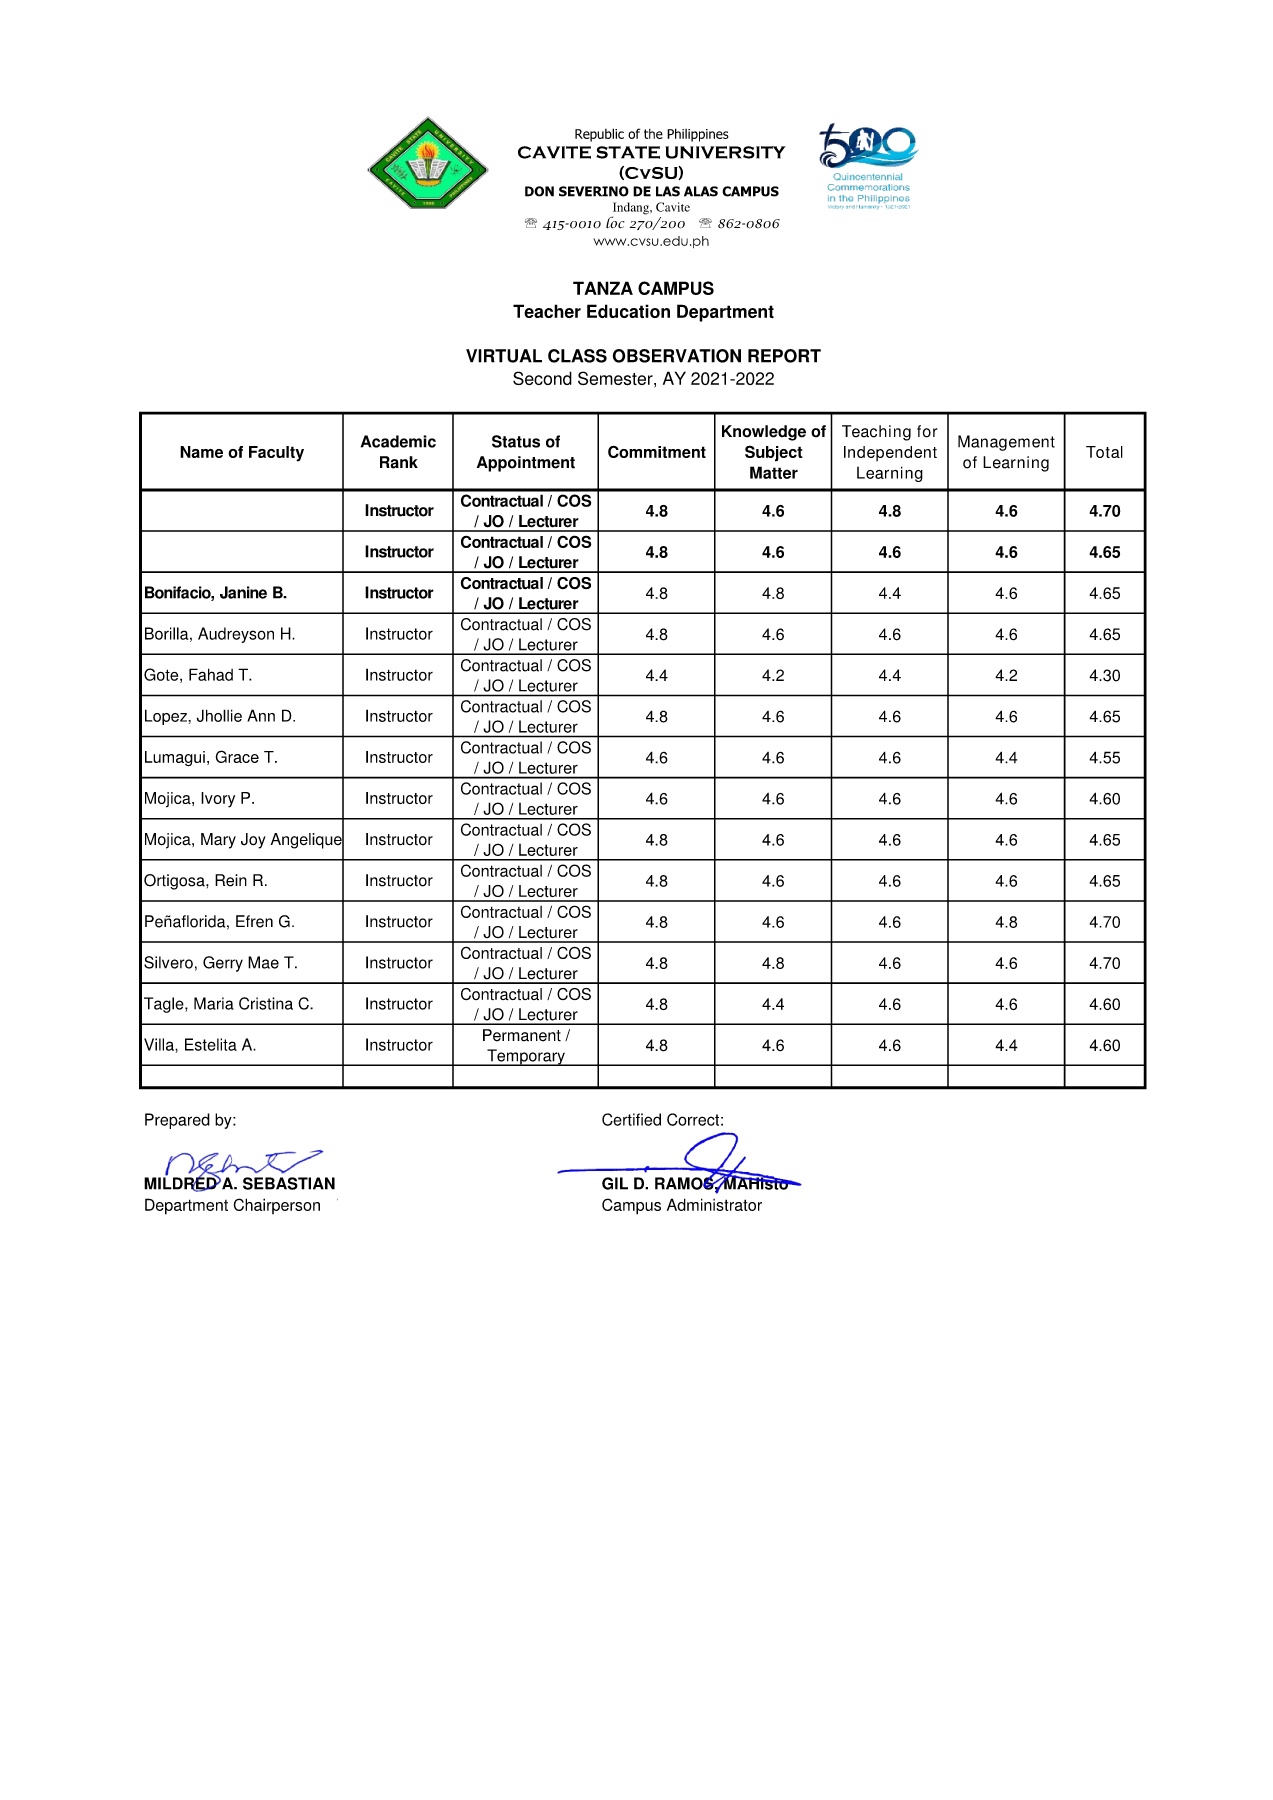 Republic of the Philippines
CAVITE STATE UNIVERSITY
(CvSU)
DON SEVERINO DE LAS ALAS CAMPUS
Indang, Cavite
☏ 415-0010 loc 270/200 ☏ 862-0806
www.cvsu.edu.ph
CAVITE STATE UNIVERSITY
CAVITE
PHILIPPINES
1906
500
Quincentennial
Commemorations
in the Philippines
Victory and Humanity · 1521-2021
TANZA CAMPUS
Teacher Education Department
VIRTUAL CLASS OBSERVATION REPORT
Second Semester, AY 2021-2022
Name of Faculty Academic Rank Status of Appointment Commitment Knowledge of Subject Matter Teaching for Independent Learning Management of Learning Total
Instructor Contractual / COS / JO / Lecturer 4.8 4.6 4.8 4.6 4.70
Instructor Contractual / COS / JO / Lecturer 4.8 4.6 4.6 4.6 4.65
Bonifacio, Janine B. Instructor Contractual / COS / JO / Lecturer 4.8 4.8 4.4 4.6 4.65
Borilla, Audreyson H. Instructor Contractual / COS / JO / Lecturer 4.8 4.6 4.6 4.6 4.65
Gote, Fahad T. Instructor Contractual / COS / JO / Lecturer 4.4 4.2 4.4 4.2 4.30
Lopez, Jhollie Ann D. Instructor Contractual / COS / JO / Lecturer 4.8 4.6 4.6 4.6 4.65
Lumagui, Grace T. Instructor Contractual / COS / JO / Lecturer 4.6 4.6 4.6 4.4 4.55
Mojica, Ivory P. Instructor Contractual / COS / JO / Lecturer 4.6 4.6 4.6 4.6 4.60
Mojica, Mary Joy Angelique Instructor Contractual / COS / JO / Lecturer 4.8 4.6 4.6 4.6 4.65
Ortigosa, Rein R. Instructor Contractual / COS / JO / Lecturer 4.8 4.6 4.6 4.6 4.65
Peñaflorida, Efren G. Instructor Contractual / COS / JO / Lecturer 4.8 4.6 4.6 4.8 4.70
Silvero, Gerry Mae T. Instructor Contractual / COS / JO / Lecturer 4.8 4.8 4.6 4.6 4.70
Tagle, Maria Cristina C. Instructor Contractual / COS / JO / Lecturer 4.8 4.4 4.6 4.6 4.60
Villa, Estelita A. Instructor Permanent / Temporary 4.8 4.6 4.6 4.4 4.60
Prepared by: Certified Correct:
MILDRED A. SEBASTIAN GIL D. RAMOS, MAHisto
Department Chairperson Campus Administrator